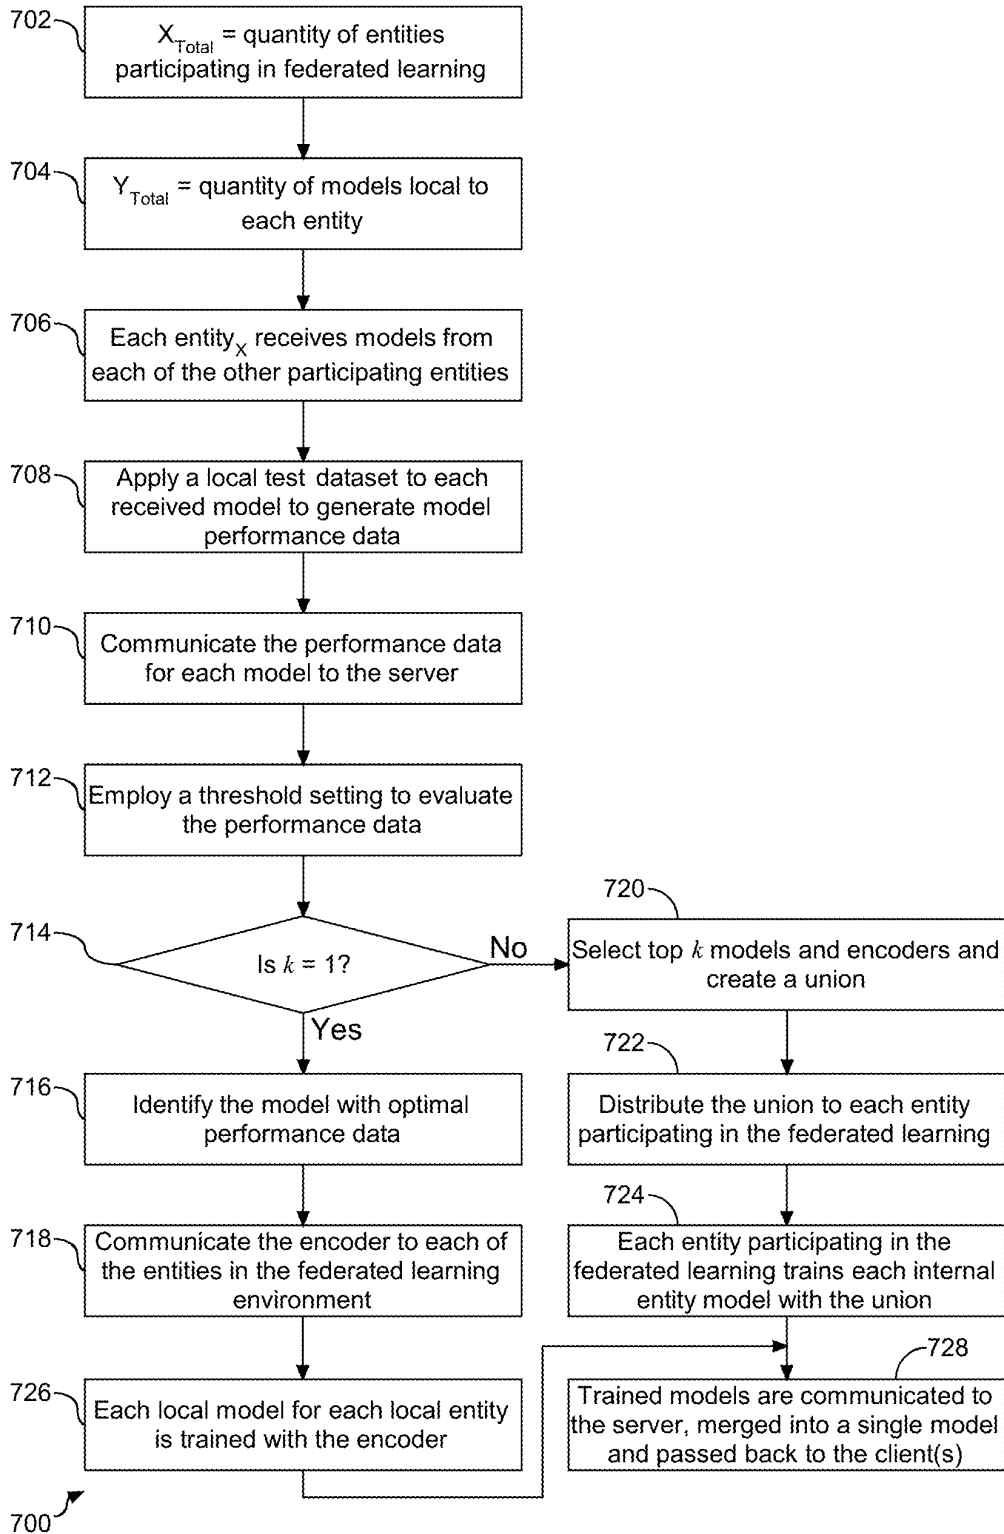 702
X_Total = quantity of entities
participating in federated learning
704
Y_Total = quantity of models local to
each entity
706
Each entity_X receives models from
each of the other participating entities
708
Apply a local test dataset to each
received model to generate model
performance data
710
Communicate the performance data
for each model to the server
712
Employ a threshold setting to evaluate
the performance data
714
Is k = 1?
No
Yes
716
Identify the model with optimal
performance data
718
Communicate the encoder to each of
the entities in the federated learning
environment
726
Each local model for each local entity
is trained with the encoder
720
Select top k models and encoders and
create a union
722
Distribute the union to each entity
participating in the federated learning
724
Each entity participating in the
federated learning trains each internal
entity model with the union
728
Trained models are communicated to
the server, merged into a single model
and passed back to the client(s)
700